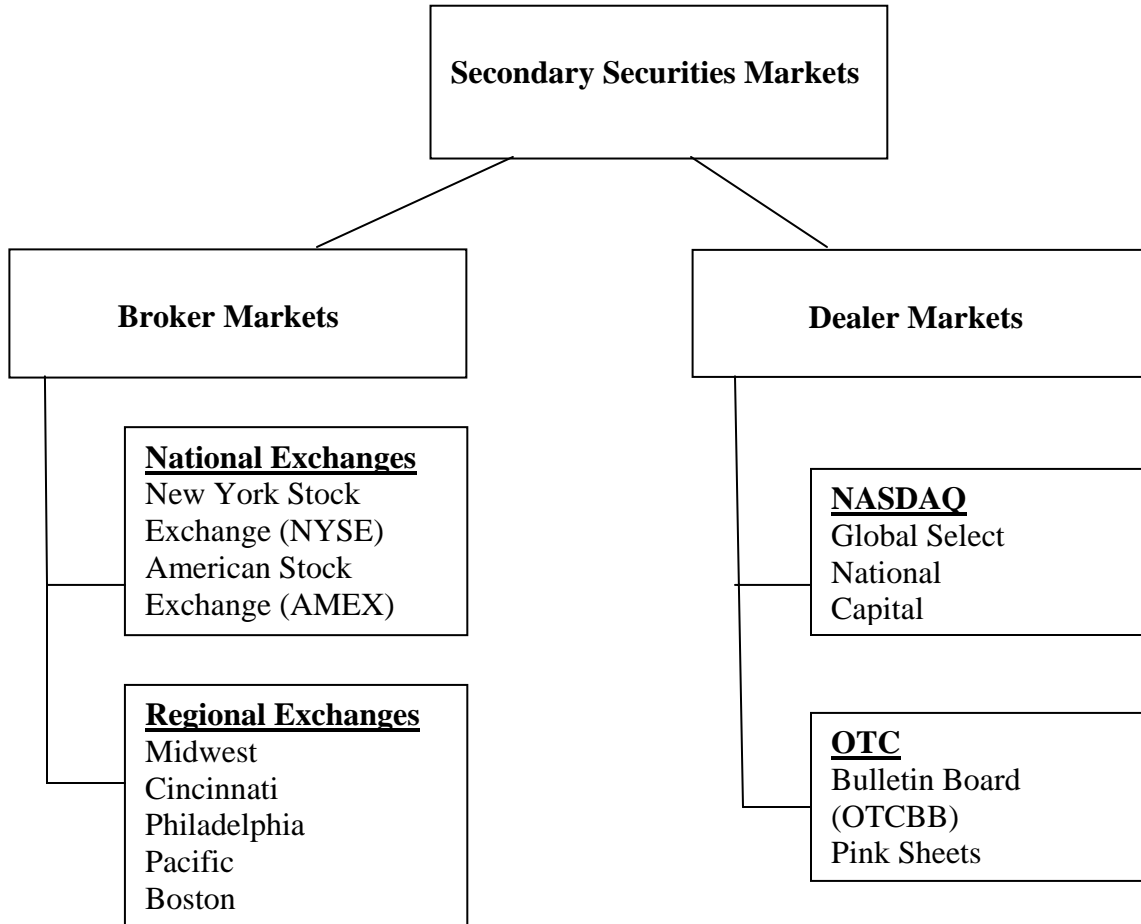 Secondary Securities Markets
Broker Markets
Dealer Markets
National Exchanges
New York Stock
Exchange (NYSE)
American Stock
Exchange (AMEX)
Regional Exchanges
Midwest
Cincinnati
Philadelphia
Pacific
Boston
NASDAQ
Global Select
National
Capital
OTC
Bulletin Board
(OTCBB)
Pink Sheets